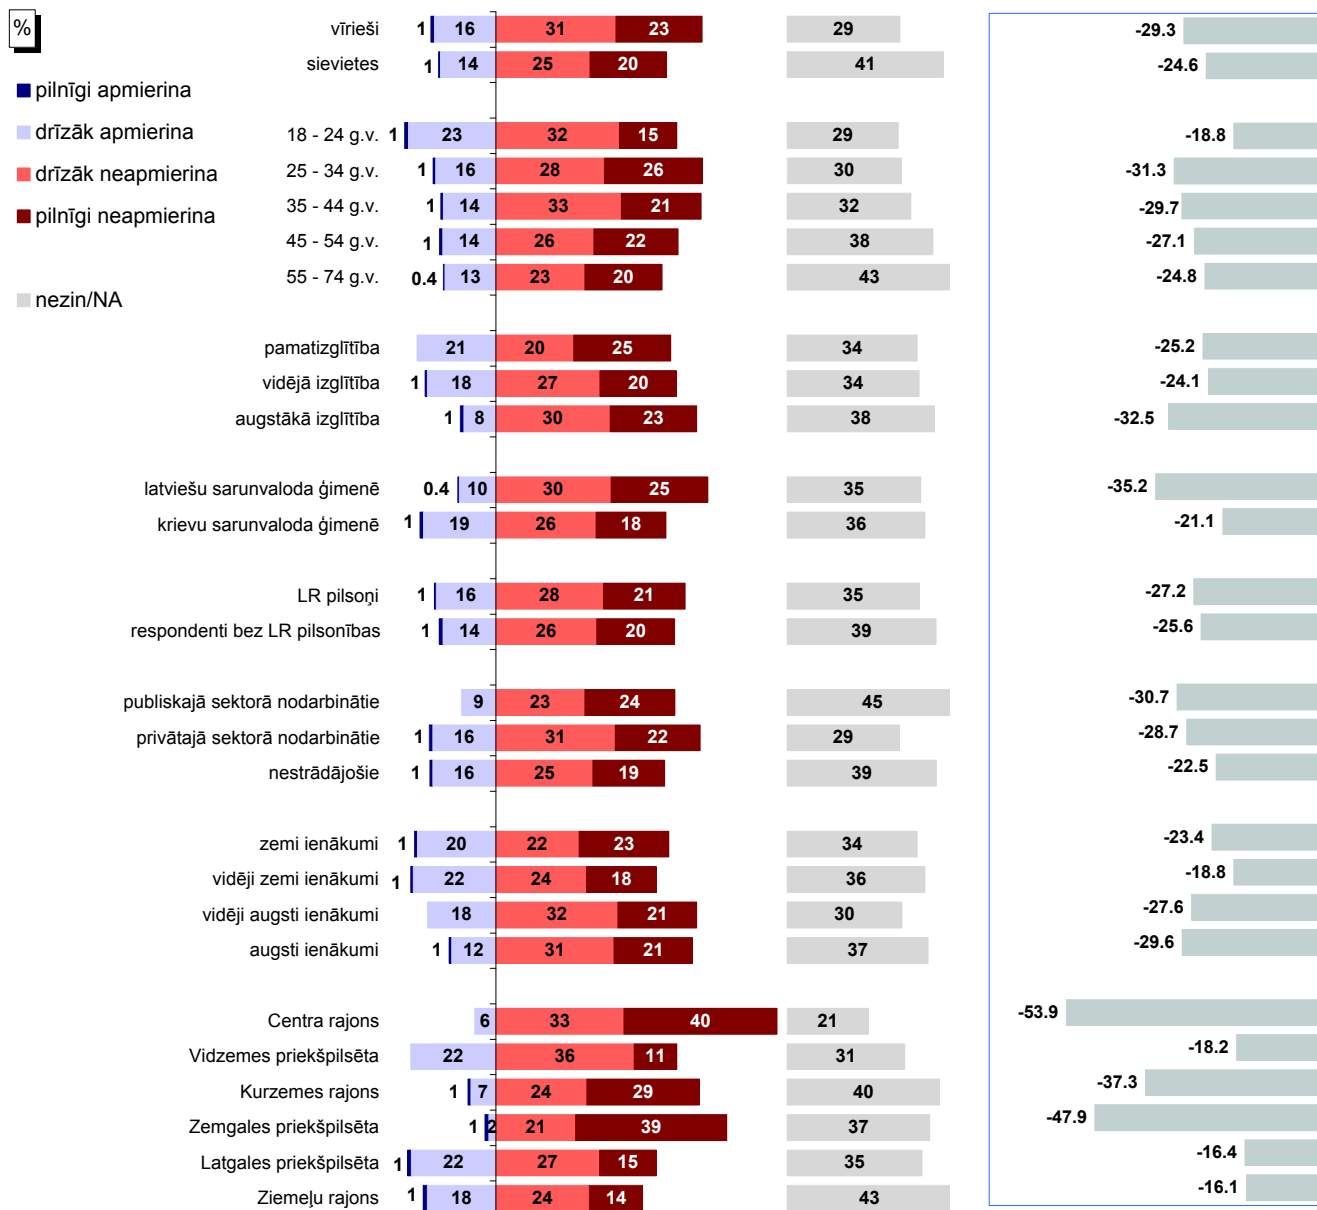 %
pilnīgi apmierina
drīzāk apmierina
drīzāk neapmierina
pilnīgi neapmierina
nezin/NA
vīrieši 1 16 31 23 29 -29.3
sievietes 1 14 25 20 41 -24.6
18 - 24 g.v. 1 23 32 15 29 -18.8
25 - 34 g.v. 1 16 28 26 30 -31.3
35 - 44 g.v. 1 14 33 21 32 -29.7
45 - 54 g.v. 1 14 26 22 38 -27.1
55 - 74 g.v. 0.4 13 23 20 43 -24.8
pamatizglītība 21 20 25 34 -25.2
vidējā izglītība 1 18 27 20 34 -24.1
augstākā izglītība 1 8 30 23 38 -32.5
latviešu sarunvaloda ģimenē 0.4 10 30 25 35 -35.2
krievu sarunvaloda ģimenē 1 19 26 18 36 -21.1
LR pilsoņi 1 16 28 21 35 -27.2
respondenti bez LR pilsonības 1 14 26 20 39 -25.6
publiskajā sektorā nodarbinātie 9 23 24 45 -30.7
privātajā sektorā nodarbinātie 1 16 31 22 29 -28.7
nestrādājošie 1 16 25 19 39 -22.5
zemi ienākumi 1 20 22 23 34 -23.4
vidēji zemi ienākumi 1 22 24 18 36 -18.8
vidēji augsti ienākumi 18 32 21 30 -27.6
augsti ienākumi 1 12 31 21 37 -29.6
Centra rajons 6 33 40 21 -53.9
Vidzemes priekšpilsēta 22 36 11 31 -18.2
Kurzemes rajons 1 7 24 29 40 -37.3
Zemgales priekšpilsēta 1 2 21 39 37 -47.9
Latgales priekšpilsēta 1 22 27 15 35 -16.4
Ziemeļu rajons 1 18 24 14 43 -16.1